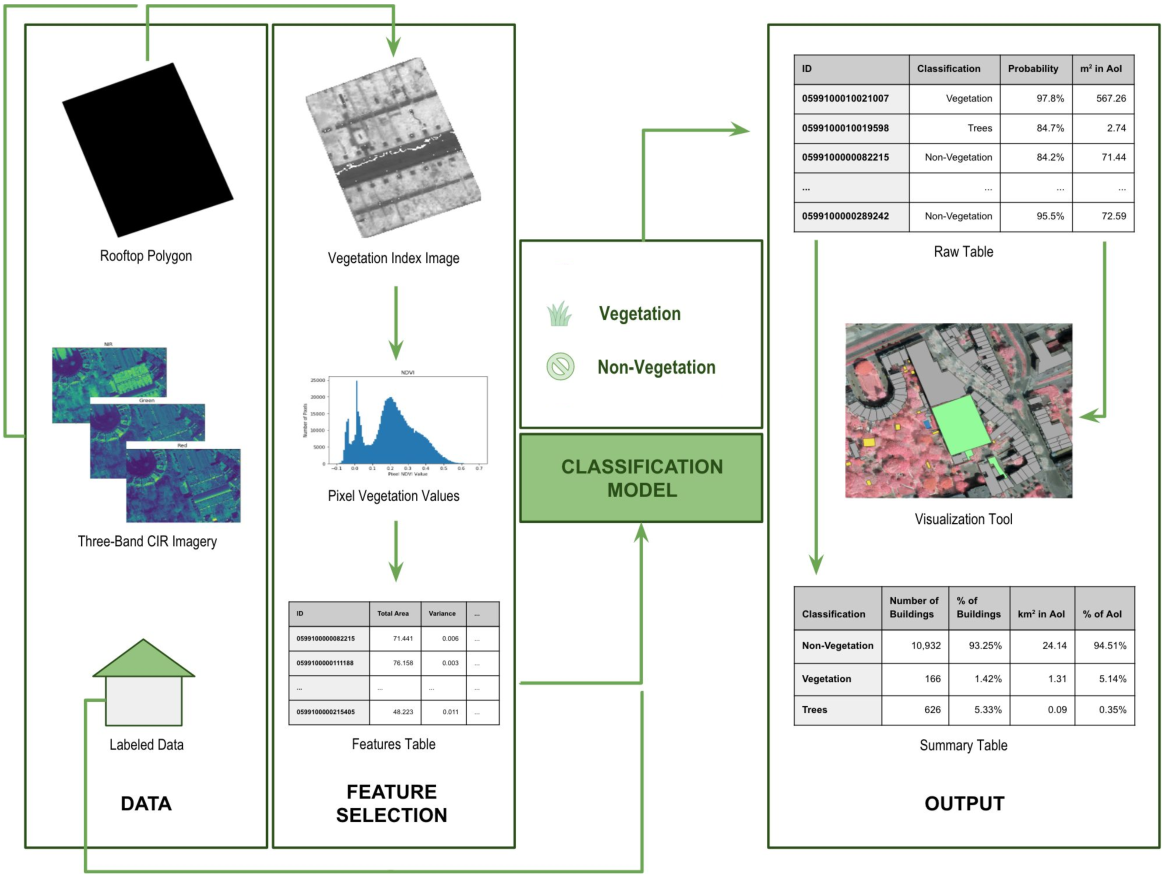 Rooftop Polygon
NIR
Green
Red
Three-Band CIR Imagery
Labeled Data
DATA
Vegetation Index Image
NDVI
Number of Pixels
25000
20000
15000
10000
5000
0
−0.1 0.0 0.1 0.2 0.3 0.4 0.5 0.6 0.7
Pixel NDVI Value
Pixel Vegetation Values
ID Total Area Variance ...
0599100000082215 71.441 0.006 ...
0599100000111188 76.158 0.003 ...
... ... ... ...
0599100000215405 48.223 0.011 ...
Features Table
FEATURE
SELECTION
Vegetation
Non-Vegetation
CLASSIFICATION
MODEL
ID Classification Probability m² in AoI
0599100010021007 Vegetation 97.8% 567.26
0599100010019598 Trees 84.7% 2.74
0599100000082215 Non-Vegetation 84.2% 71.44
... ... ... ...
0599100000289242 Non-Vegetation 95.5% 72.59
Raw Table
Visualization Tool
Classification Number of Buildings % of Buildings km² in AoI % of AoI
Non-Vegetation 10,932 93.25% 24.14 94.51%
Vegetation 166 1.42% 1.31 5.14%
Trees 626 5.33% 0.09 0.35%
Summary Table
OUTPUT